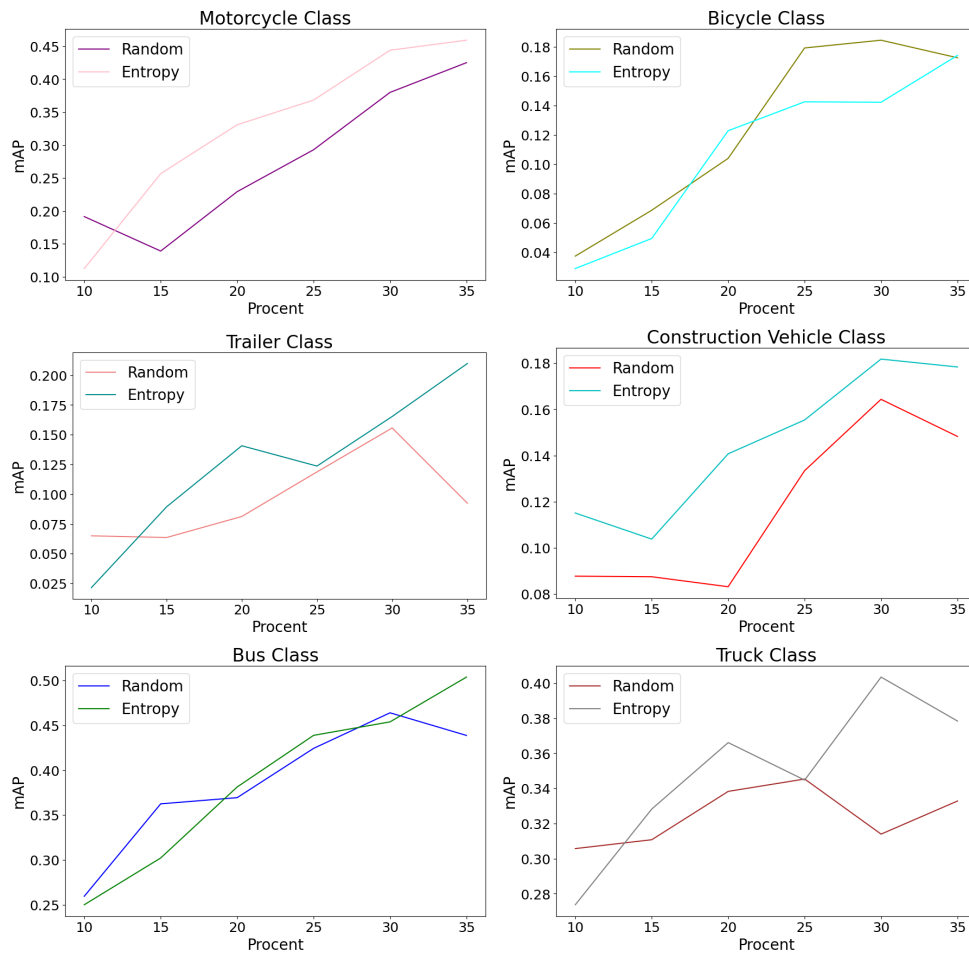 Motorcycle Class
mAP
0.45
0.40
0.35
0.30
0.25
0.20
0.15
0.10
Random
Entropy
10 15 20 25 30 35
Procent
Bicycle Class
mAP
0.18
0.16
0.14
0.12
0.10
0.08
0.06
0.04
Random
Entropy
10 15 20 25 30 35
Procent
Trailer Class
mAP
0.200
0.175
0.150
0.125
0.100
0.075
0.050
0.025
Random
Entropy
10 15 20 25 30 35
Procent
Construction Vehicle Class
mAP
0.18
0.16
0.14
0.12
0.10
0.08
Random
Entropy
10 15 20 25 30 35
Procent
Bus Class
mAP
0.50
0.45
0.40
0.35
0.30
0.25
Random
Entropy
10 15 20 25 30 35
Procent
Truck Class
mAP
0.40
0.38
0.36
0.34
0.32
0.30
0.28
Random
Entropy
10 15 20 25 30 35
Procent